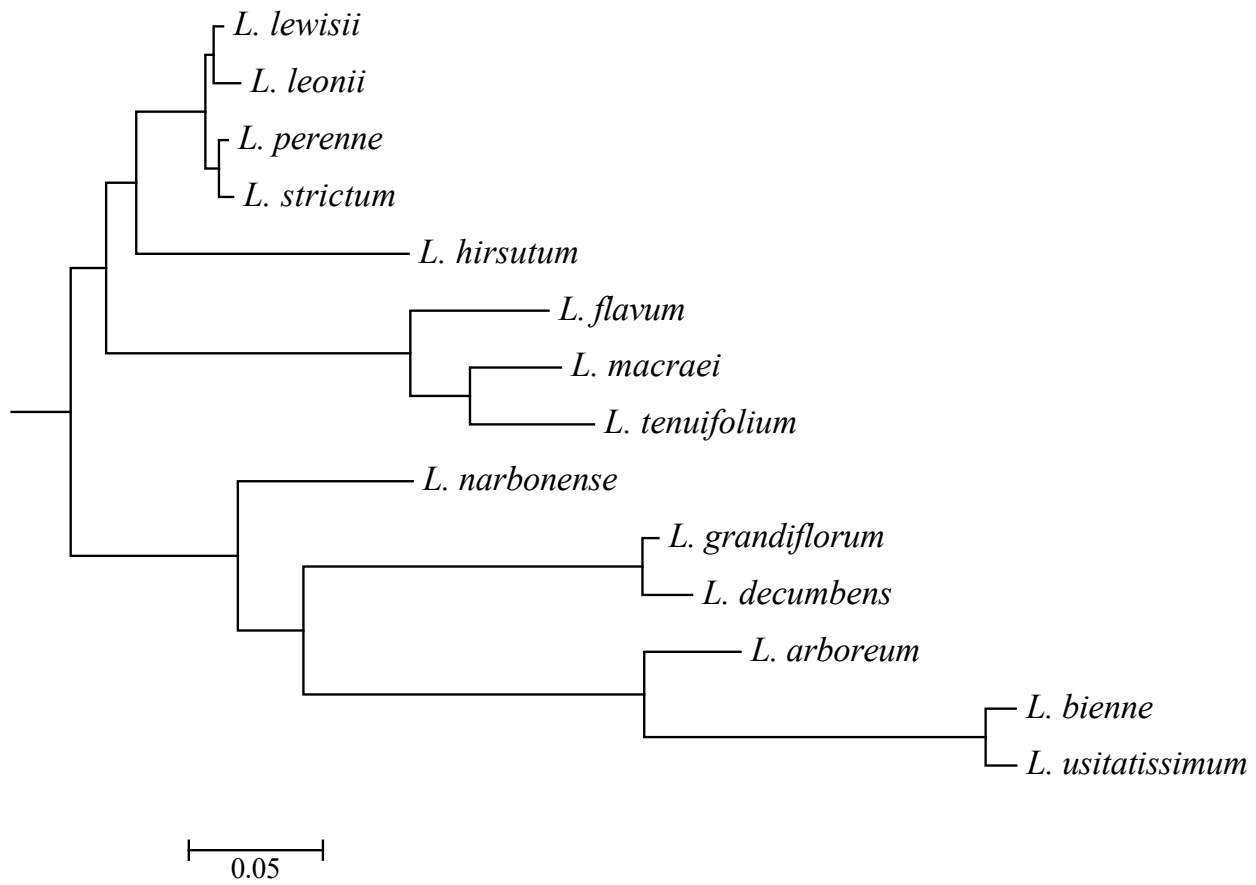 L. lewisii
L. leonii
L. perenne
L. strictum
L. hirsutum
L. flavum
L. macraei
L. tenuifolium
L. narbonense
L. grandiflorum
L. decumbens
L. arboreum
L. bienne
L. usitatissimum
0.05